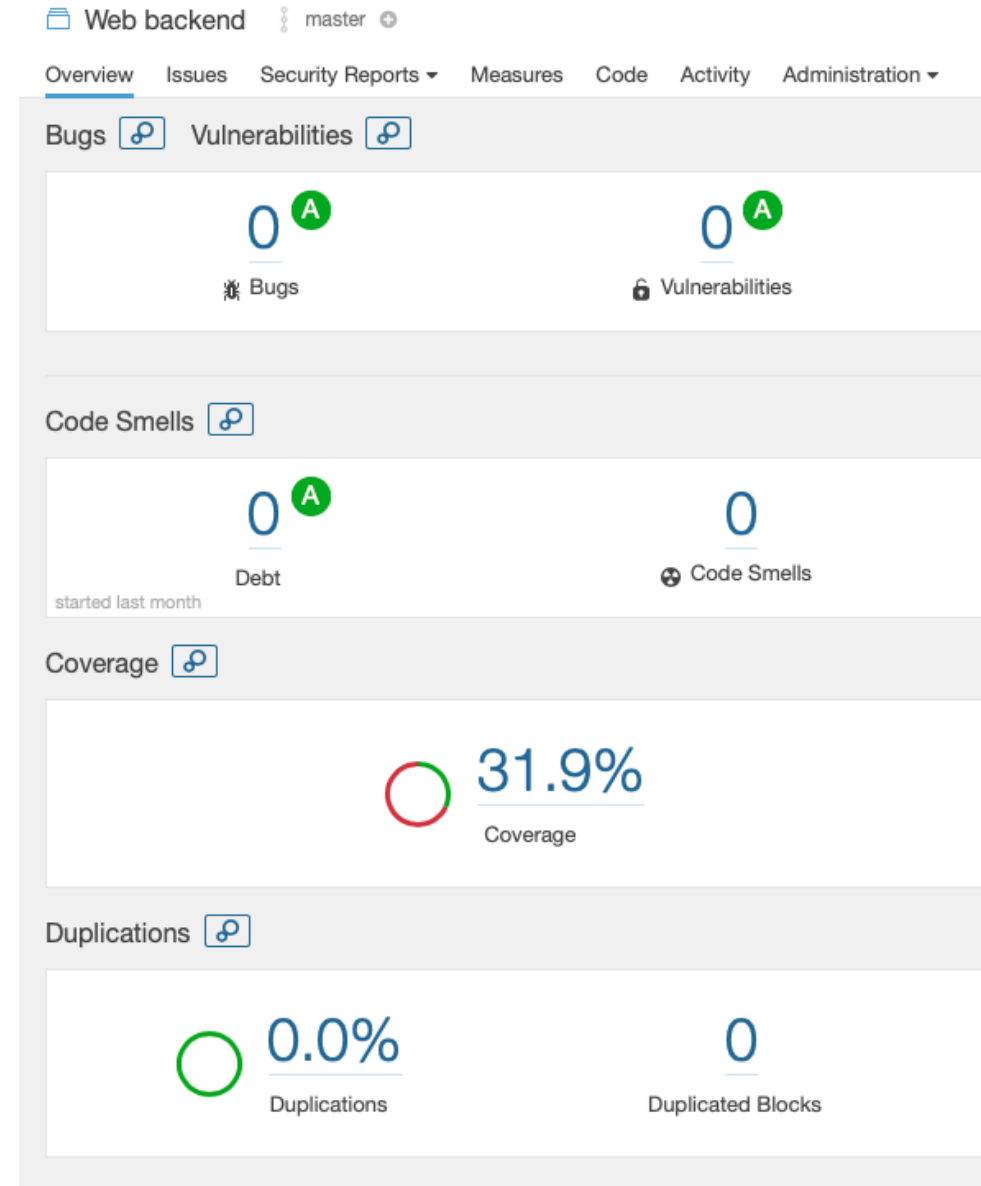 Web backend master
Overview Issues Security Reports Measures Code Activity Administration
Bugs Vulnerabilities
0 A 0 A
Bugs Vulnerabilities
Code Smells
0 A 0
Debt Code Smells
started last month
Coverage
31.9%
Coverage
Duplications
0.0% 0
Duplications Duplicated Blocks